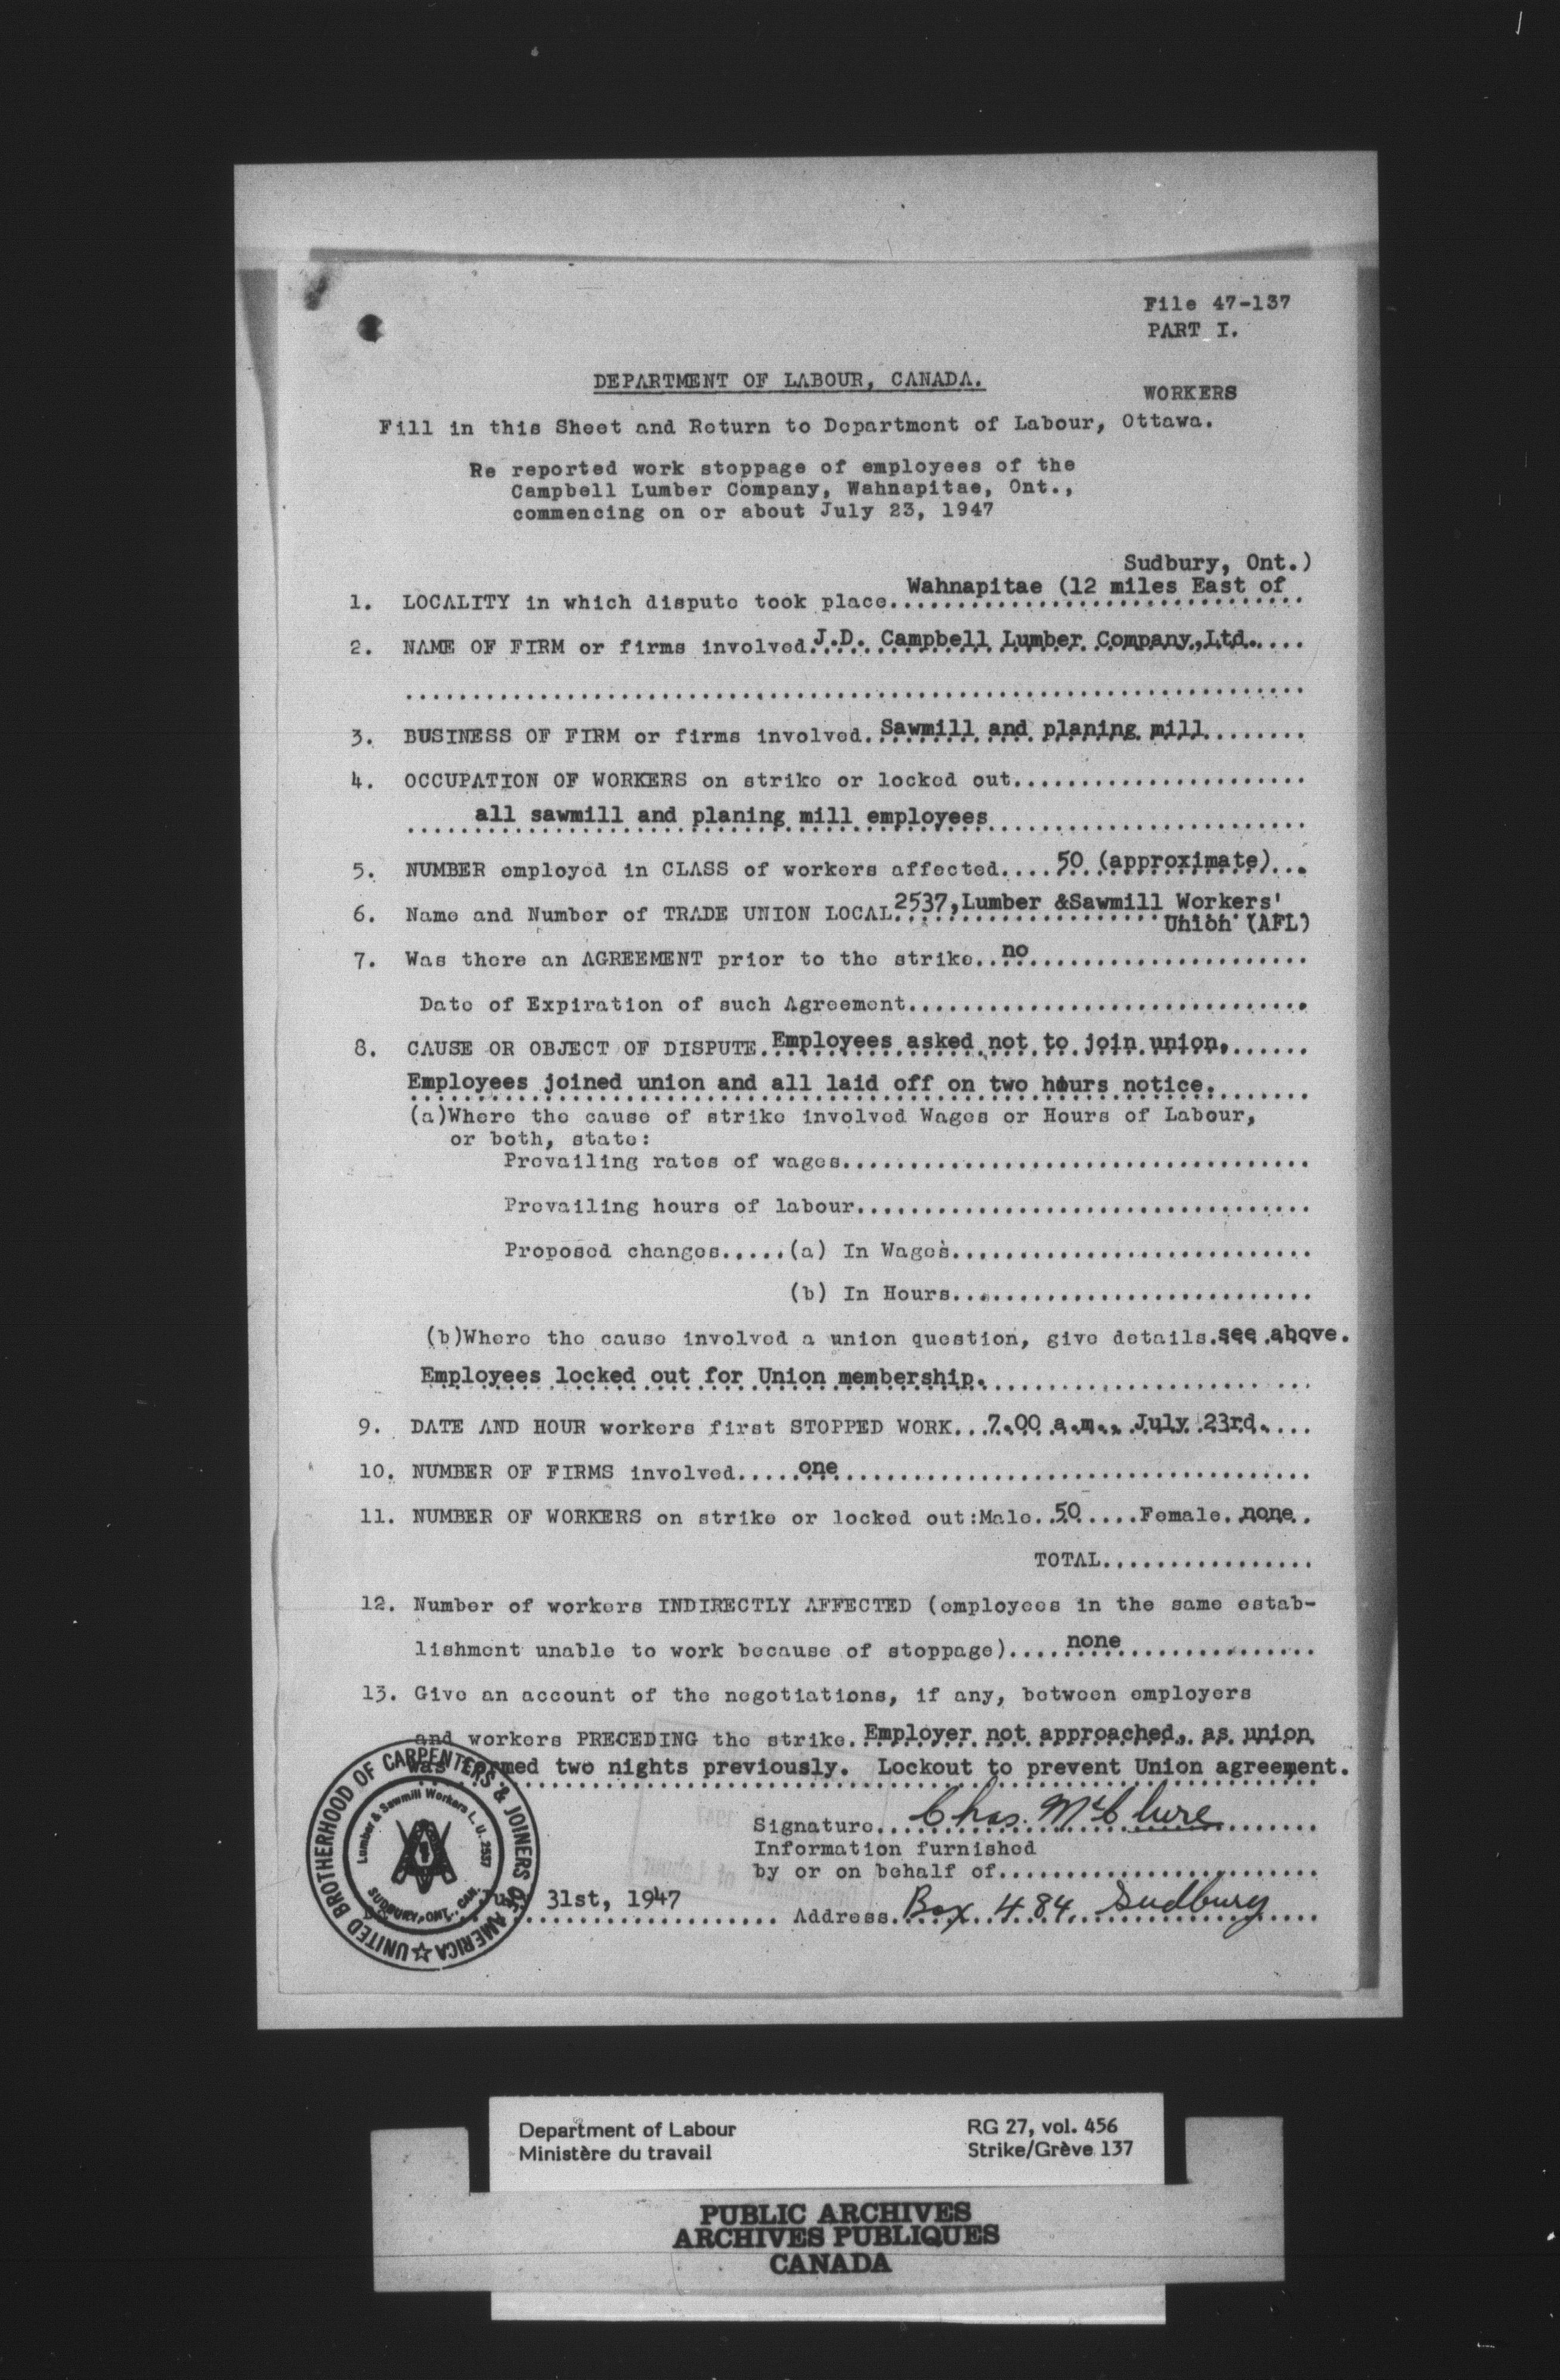 File 47-137
PART I.
DEPARTMENT OF LABOUR, CANADA.
WORKERS
Fill in this Sheet and Return to Department of Labour, Ottawa.
Re reported work stoppage of employees of the
Campbell Lumber Company, Wahnapitae, Ont.,
commencing on or about July 23, 1947
Sudbury, Ont.)
1. LOCALITY in which dispute took place. Wahnapitae (12 miles East of
2. NAME OF FIRM or firms involved. J.D. Campbell Lumber Company, Ltd.
3. BUSINESS OF FIRM or firms involved. Sawmill and planing mill
4. OCCUPATION OF WORKERS on strike or locked out
all sawmill and planing mill employees
5. NUMBER employed in CLASS of workers affected.... 50 (approximate)...
6. Name and Number of TRADE UNION LOCAL 2537, Lumber &Sawmill Workers'
Union (AFL)
7. Was there an AGREEMENT prior to the strike.. no
Date of Expiration of such Agreement
8. CAUSE OR OBJECT OF DISPUTE. Employees asked not to join union.
Employees joined union and all laid off on two hours notice.
(a)Where the cause of strike involved Wages or Hours of Labour,
or both, state:
Prevailing rates of wages
Prevailing hours of labour
Proposed changes.....(a) In Wages
(b) In Hours
(b)Where the cause involved a union question, give details. see above.
Employees locked out for Union membership.
9. DATE AND HOUR workers first STOPPED WORK... 7.00 a.m., July 23rd.
10. NUMBER OF FIRMS involved..... one
11. NUMBER OF WORKERS on strike or locked out:Male.. 50 ....Female. none.
TOTAL
12. Number of workers INDIRECTLY AFFECTED (employees in the same estab-
lishment unable to work because of stoppage).... none
13. Give an account of the negotiations, if any, between employers
and workers PRECEDING the strike. Employer not approached, as union
was formed two nights previously. Lockout to prevent Union agreement.
Signature. Chas. McClure
Information furnished
by or on behalf of
July 31st, 1947
Address. Box 484, Sudbury
UNITED BROTHERHOOD OF CARPENTERS & JOINERS OF AMERICA
Lumber & Sawmill Workers L. U. 2537
SUDBURY, ONT., CAN.
Department of Labour
Ministère du travail
RG 27, vol. 456
Strike/Grève 137
PUBLIC ARCHIVES
ARCHIVES PUBLIQUES
CANADA